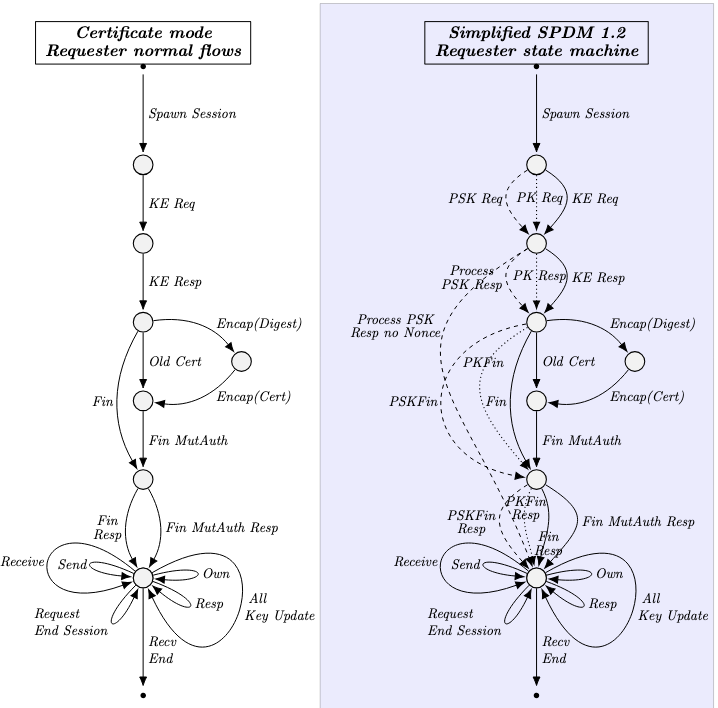 Certificate mode
Requester normal flows
Spawn Session
KE Req
KE Resp
Encap(Digest)
Old Cert
Encap(Cert)
Fin
Fin MutAuth
Fin
Resp
Fin MutAuth Resp
Receive
Send
Own
Resp
All
Key Update
Request
End Session
Recv
End
Simplified SPDM 1.2
Requester state machine
Spawn Session
PSK Req
PK Req
KE Req
Process
PSK Resp
PK Resp
KE Resp
Process PSK
Resp no Nonce
Encap(Digest)
PKFin
Old Cert
Encap(Cert)
PSKFin
Fin
Fin MutAuth
PKFin
Resp
PSKFin
Resp
Fin
Resp
Fin MutAuth Resp
Receive
Send
Own
Resp
All
Key Update
Request
End Session
Recv
End